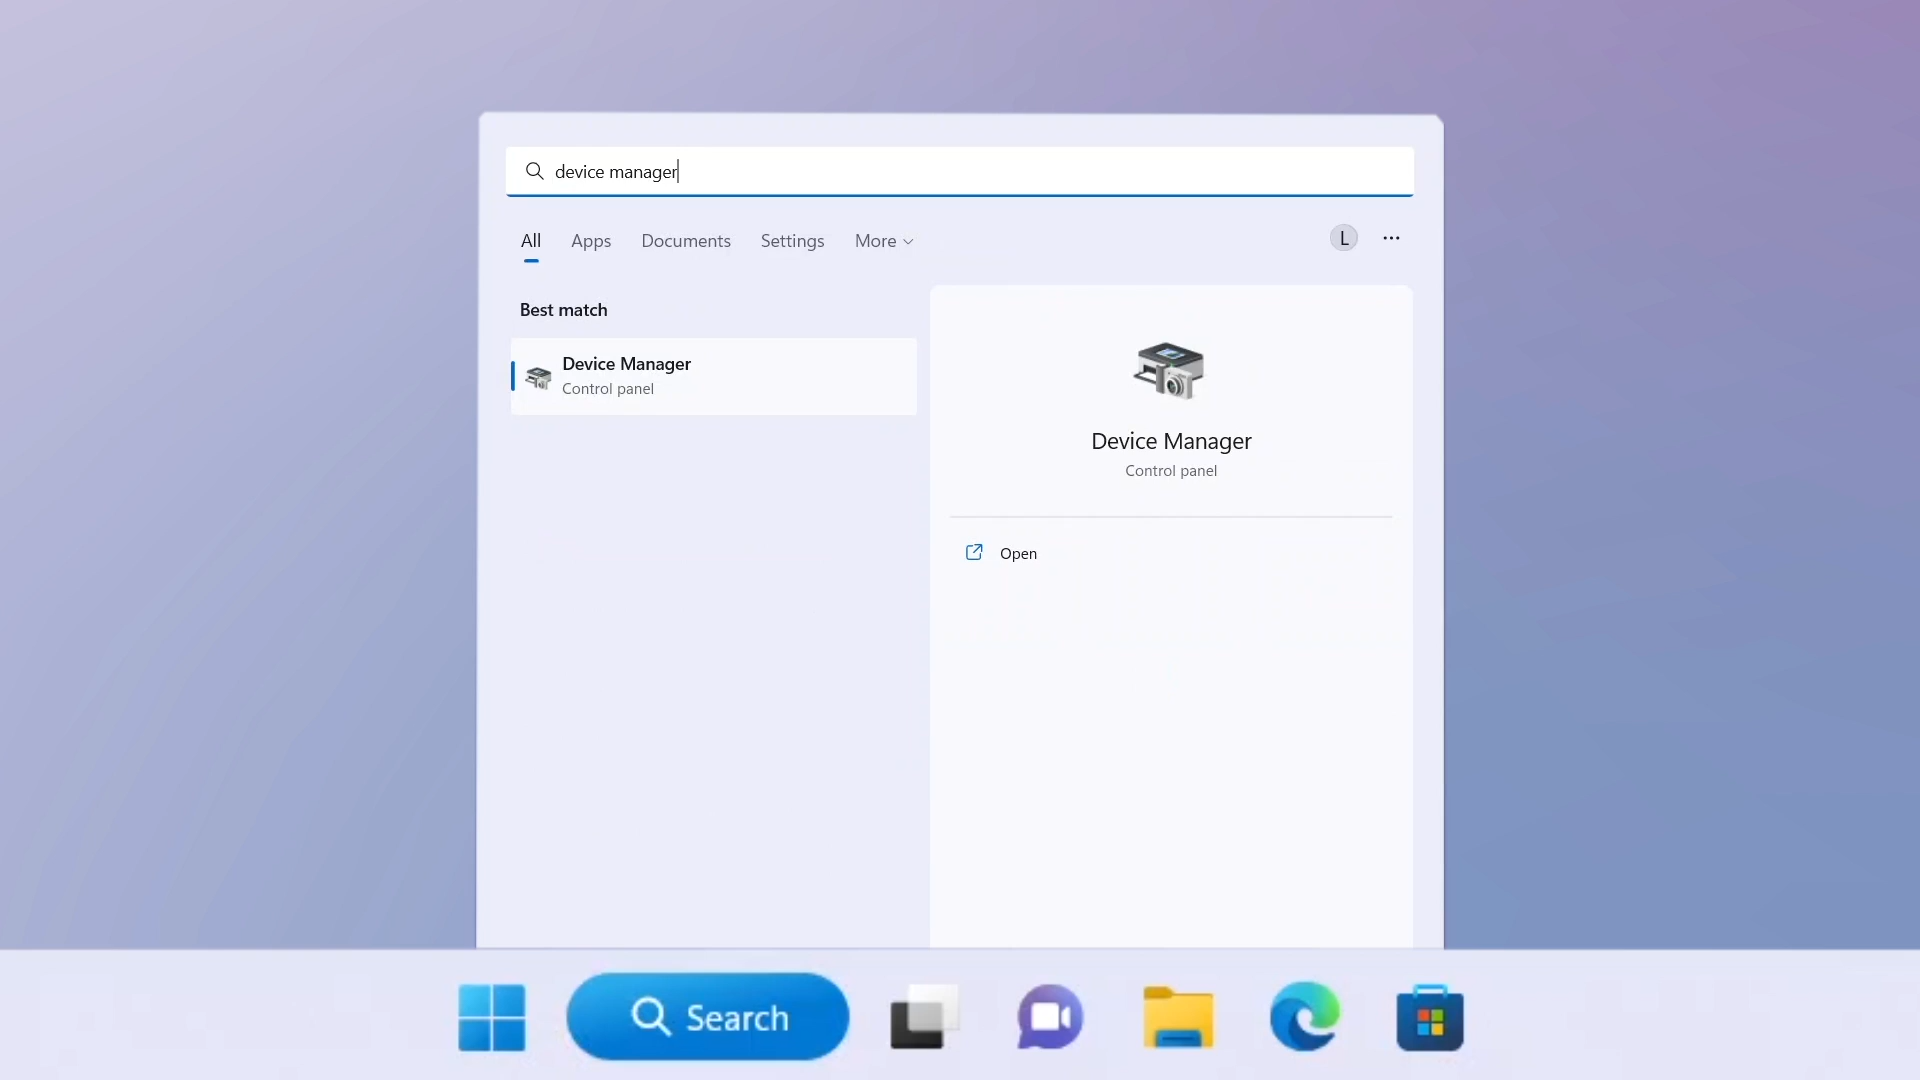 device manager
All Apps Documents Settings More L
Best match
Device Manager
Control panel
Device Manager
Control panel
Open
Search